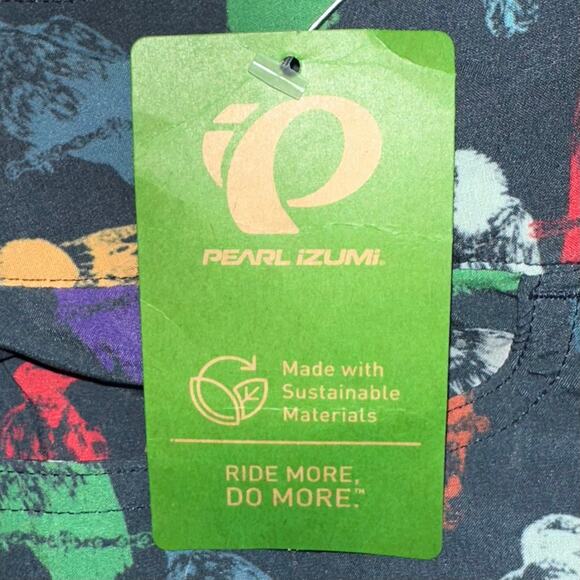 PEARL iZUMi®
Made with
Sustainable
Materials
RIDE MORE,
DO MORE.™